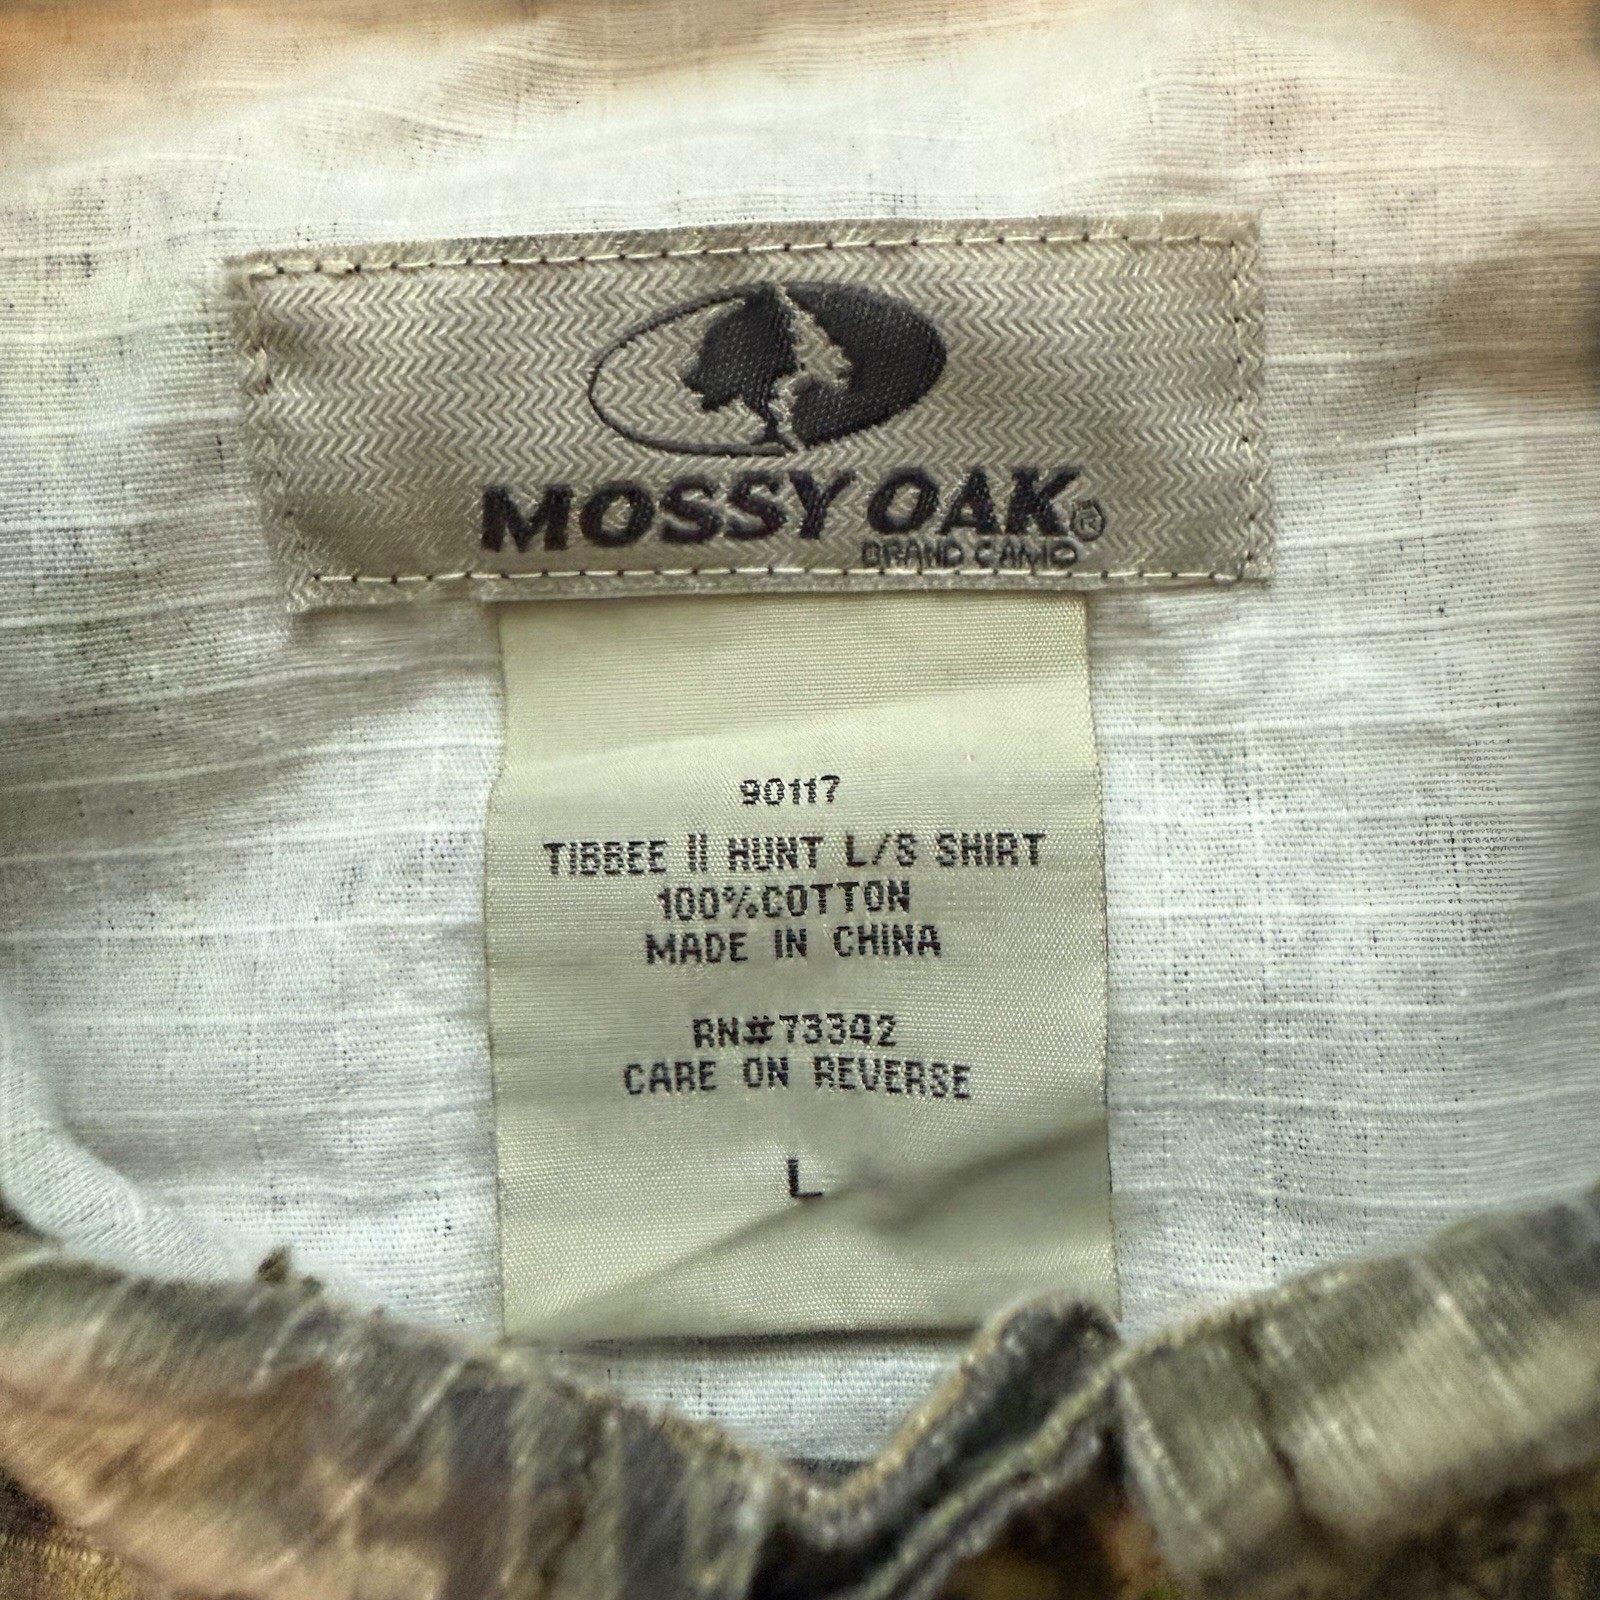 MOSSY OAK®
BRAND CAMO
90117
TIBBEE II HUNT L/S SHIRT
100%COTTON
MADE IN CHINA
RN#73342
CARE ON REVERSE
L